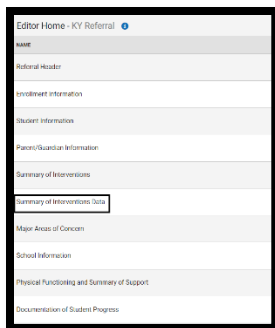 Editor Home - KY Referral
NAME
Referral Header
Enrollment Information
Student Information
Parent/Guardian Information
Summary of Interventions
Summary of Interventions Data
Major Areas of Concern
School Information
Physical Functioning and Summary of Support
Documentation of Student Progress